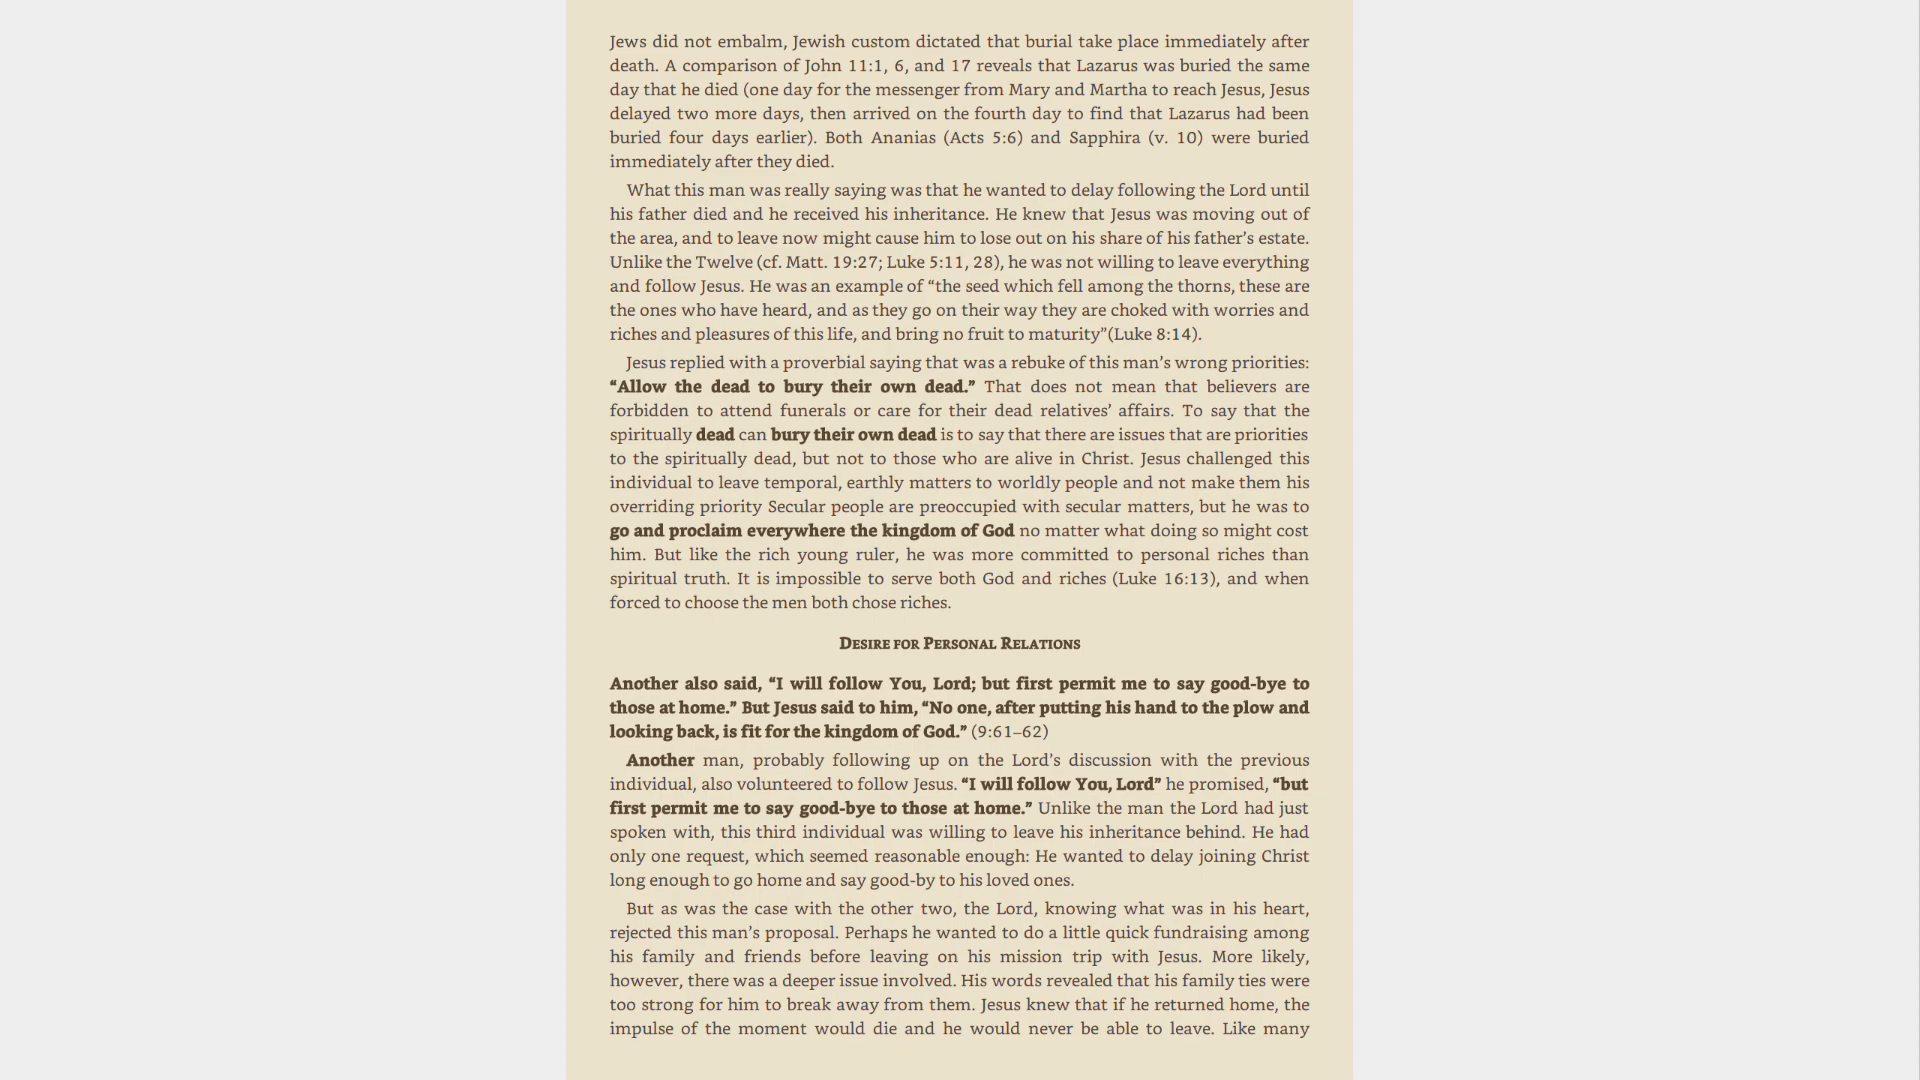 Jews did not embalm, Jewish custom dictated that burial take place immediately after
death. A comparison of John 11:1, 6, and 17 reveals that Lazarus was buried the same
day that he died (one day for the messenger from Mary and Martha to reach Jesus, Jesus
delayed two more days, then arrived on the fourth day to find that Lazarus had been
buried four days earlier). Both Ananias (Acts 5:6) and Sapphira (v. 10) were buried
immediately after they died.
What this man was really saying was that he wanted to delay following the Lord until
his father died and he received his inheritance. He knew that Jesus was moving out of
the area, and to leave now might cause him to lose out on his share of his father’s estate.
Unlike the Twelve (cf. Matt. 19:27; Luke 5:11, 28), he was not willing to leave everything
and follow Jesus. He was an example of “the seed which fell among the thorns, these are
the ones who have heard, and as they go on their way they are choked with worries and
riches and pleasures of this life, and bring no fruit to maturity”(Luke 8:14).
Jesus replied with a proverbial saying that was a rebuke of this man’s wrong priorities:
“Allow the dead to bury their own dead.” That does not mean that believers are
forbidden to attend funerals or care for their dead relatives’ affairs. To say that the
spiritually dead can bury their own dead is to say that there are issues that are priorities
to the spiritually dead, but not to those who are alive in Christ. Jesus challenged this
individual to leave temporal, earthly matters to worldly people and not make them his
overriding priority Secular people are preoccupied with secular matters, but he was to
go and proclaim everywhere the kingdom of God no matter what doing so might cost
him. But like the rich young ruler, he was more committed to personal riches than
spiritual truth. It is impossible to serve both God and riches (Luke 16:13), and when
forced to choose the men both chose riches.
Desire for Personal Relations
Another also said, “I will follow You, Lord; but first permit me to say good-bye to
those at home.” But Jesus said to him, “No one, after putting his hand to the plow and
looking back, is fit for the kingdom of God.” (9:61–62)
Another man, probably following up on the Lord’s discussion with the previous
individual, also volunteered to follow Jesus. “I will follow You, Lord” he promised, “but
first permit me to say good-bye to those at home.” Unlike the man the Lord had just
spoken with, this third individual was willing to leave his inheritance behind. He had
only one request, which seemed reasonable enough: He wanted to delay joining Christ
long enough to go home and say good-by to his loved ones.
But as was the case with the other two, the Lord, knowing what was in his heart,
rejected this man’s proposal. Perhaps he wanted to do a little quick fundraising among
his family and friends before leaving on his mission trip with Jesus. More likely,
however, there was a deeper issue involved. His words revealed that his family ties were
too strong for him to break away from them. Jesus knew that if he returned home, the
impulse of the moment would die and he would never be able to leave. Like many